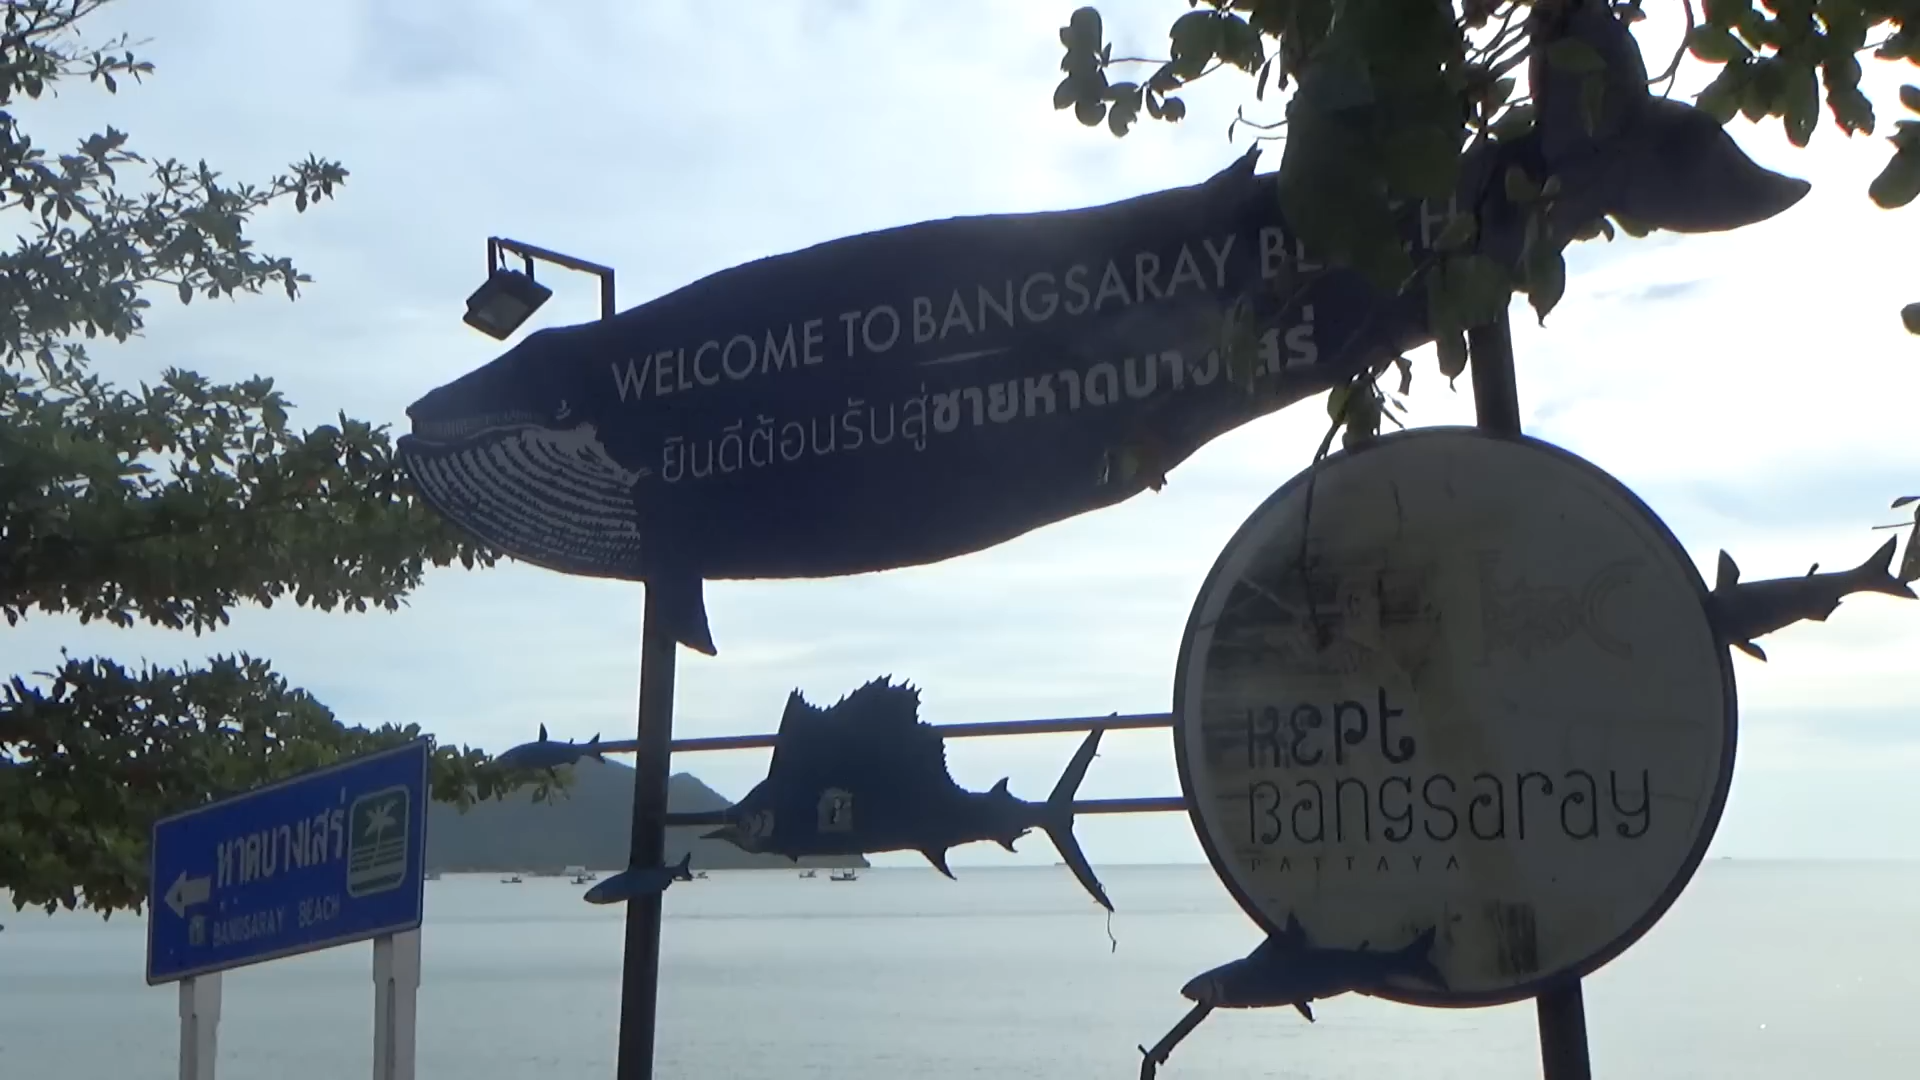 WELCOME TO BANGSARAY BEACH
ยินดีต้อนรับสู่ชายหาดบางเสร่
Kept
Bangsaray
PATTAYA
หาดบางเสร่
BANGSARAY BEACH